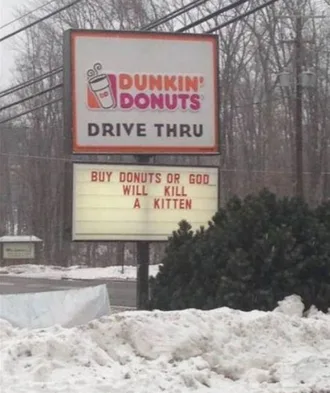 DUNKIN'
DONUTS
DRIVE THRU
BUY DONUTS OR GOD
WILL KILL
A KITTEN